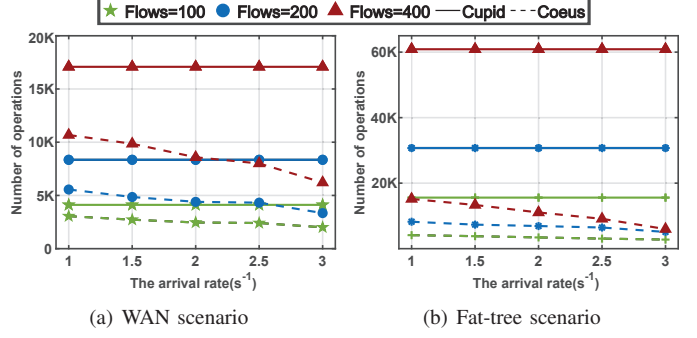 Flows=100 Flows=200 Flows=400 Cupid Coeus
20K
15K
10K
5K
0
Number of operations
1 1.5 2 2.5 3
The arrival rate(s⁻¹)
(a) WAN scenario
60K
40K
20K
Number of operations
1 1.5 2 2.5 3
The arrival rate(s⁻¹)
(b) Fat-tree scenario